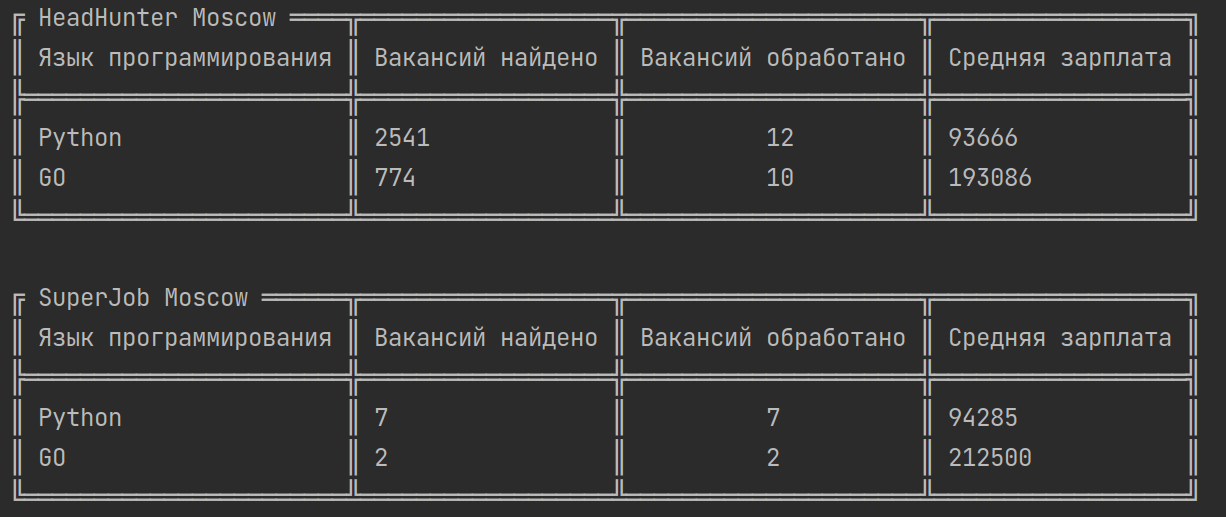 HeadHunter Moscow
Язык программирования Вакансий найдено Вакансий обработано Средняя зарплата
Python 2541 12 93666
GO 774 10 193086
SuperJob Moscow
Язык программирования Вакансий найдено Вакансий обработано Средняя зарплата
Python 7 7 94285
GO 2 2 212500